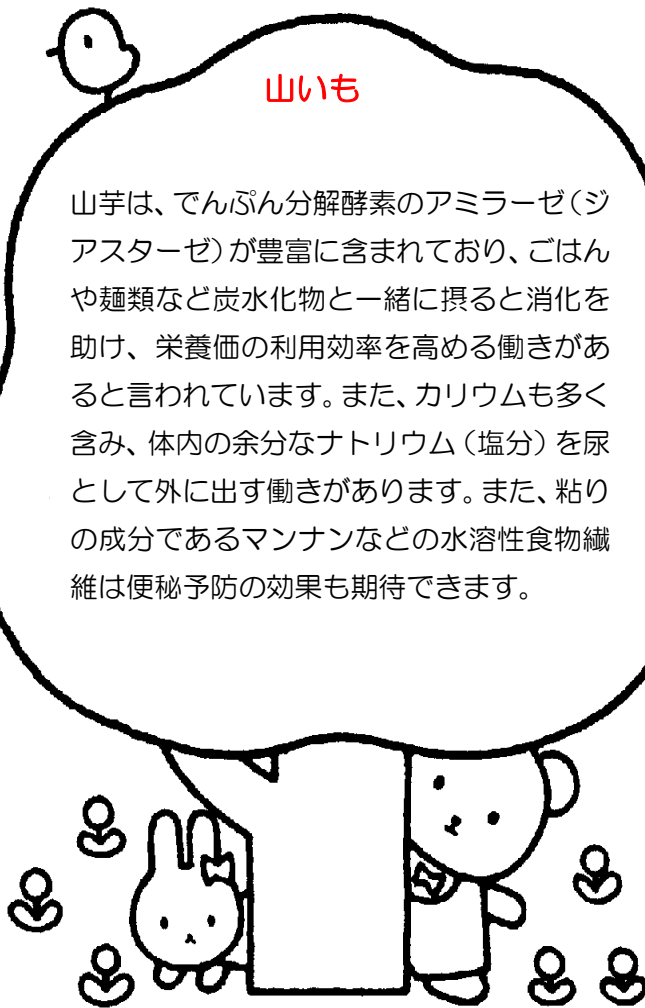 山いも
山芋は、でんぷん分解酵素のアミラーゼ（ジ
アスターゼ）が豊富に含まれており、ごはん
や麺類など炭水化物と一緒に摂ると消化を
助け、栄養価の利用効率を高める働きがあ
ると言われています。また、カリウムも多く
含み、体内の余分なナトリウム（塩分）を尿
として外に出す働きがあります。また、粘り
の成分であるマンナンなどの水溶性食物繊
維は便秘予防の効果も期待できます。